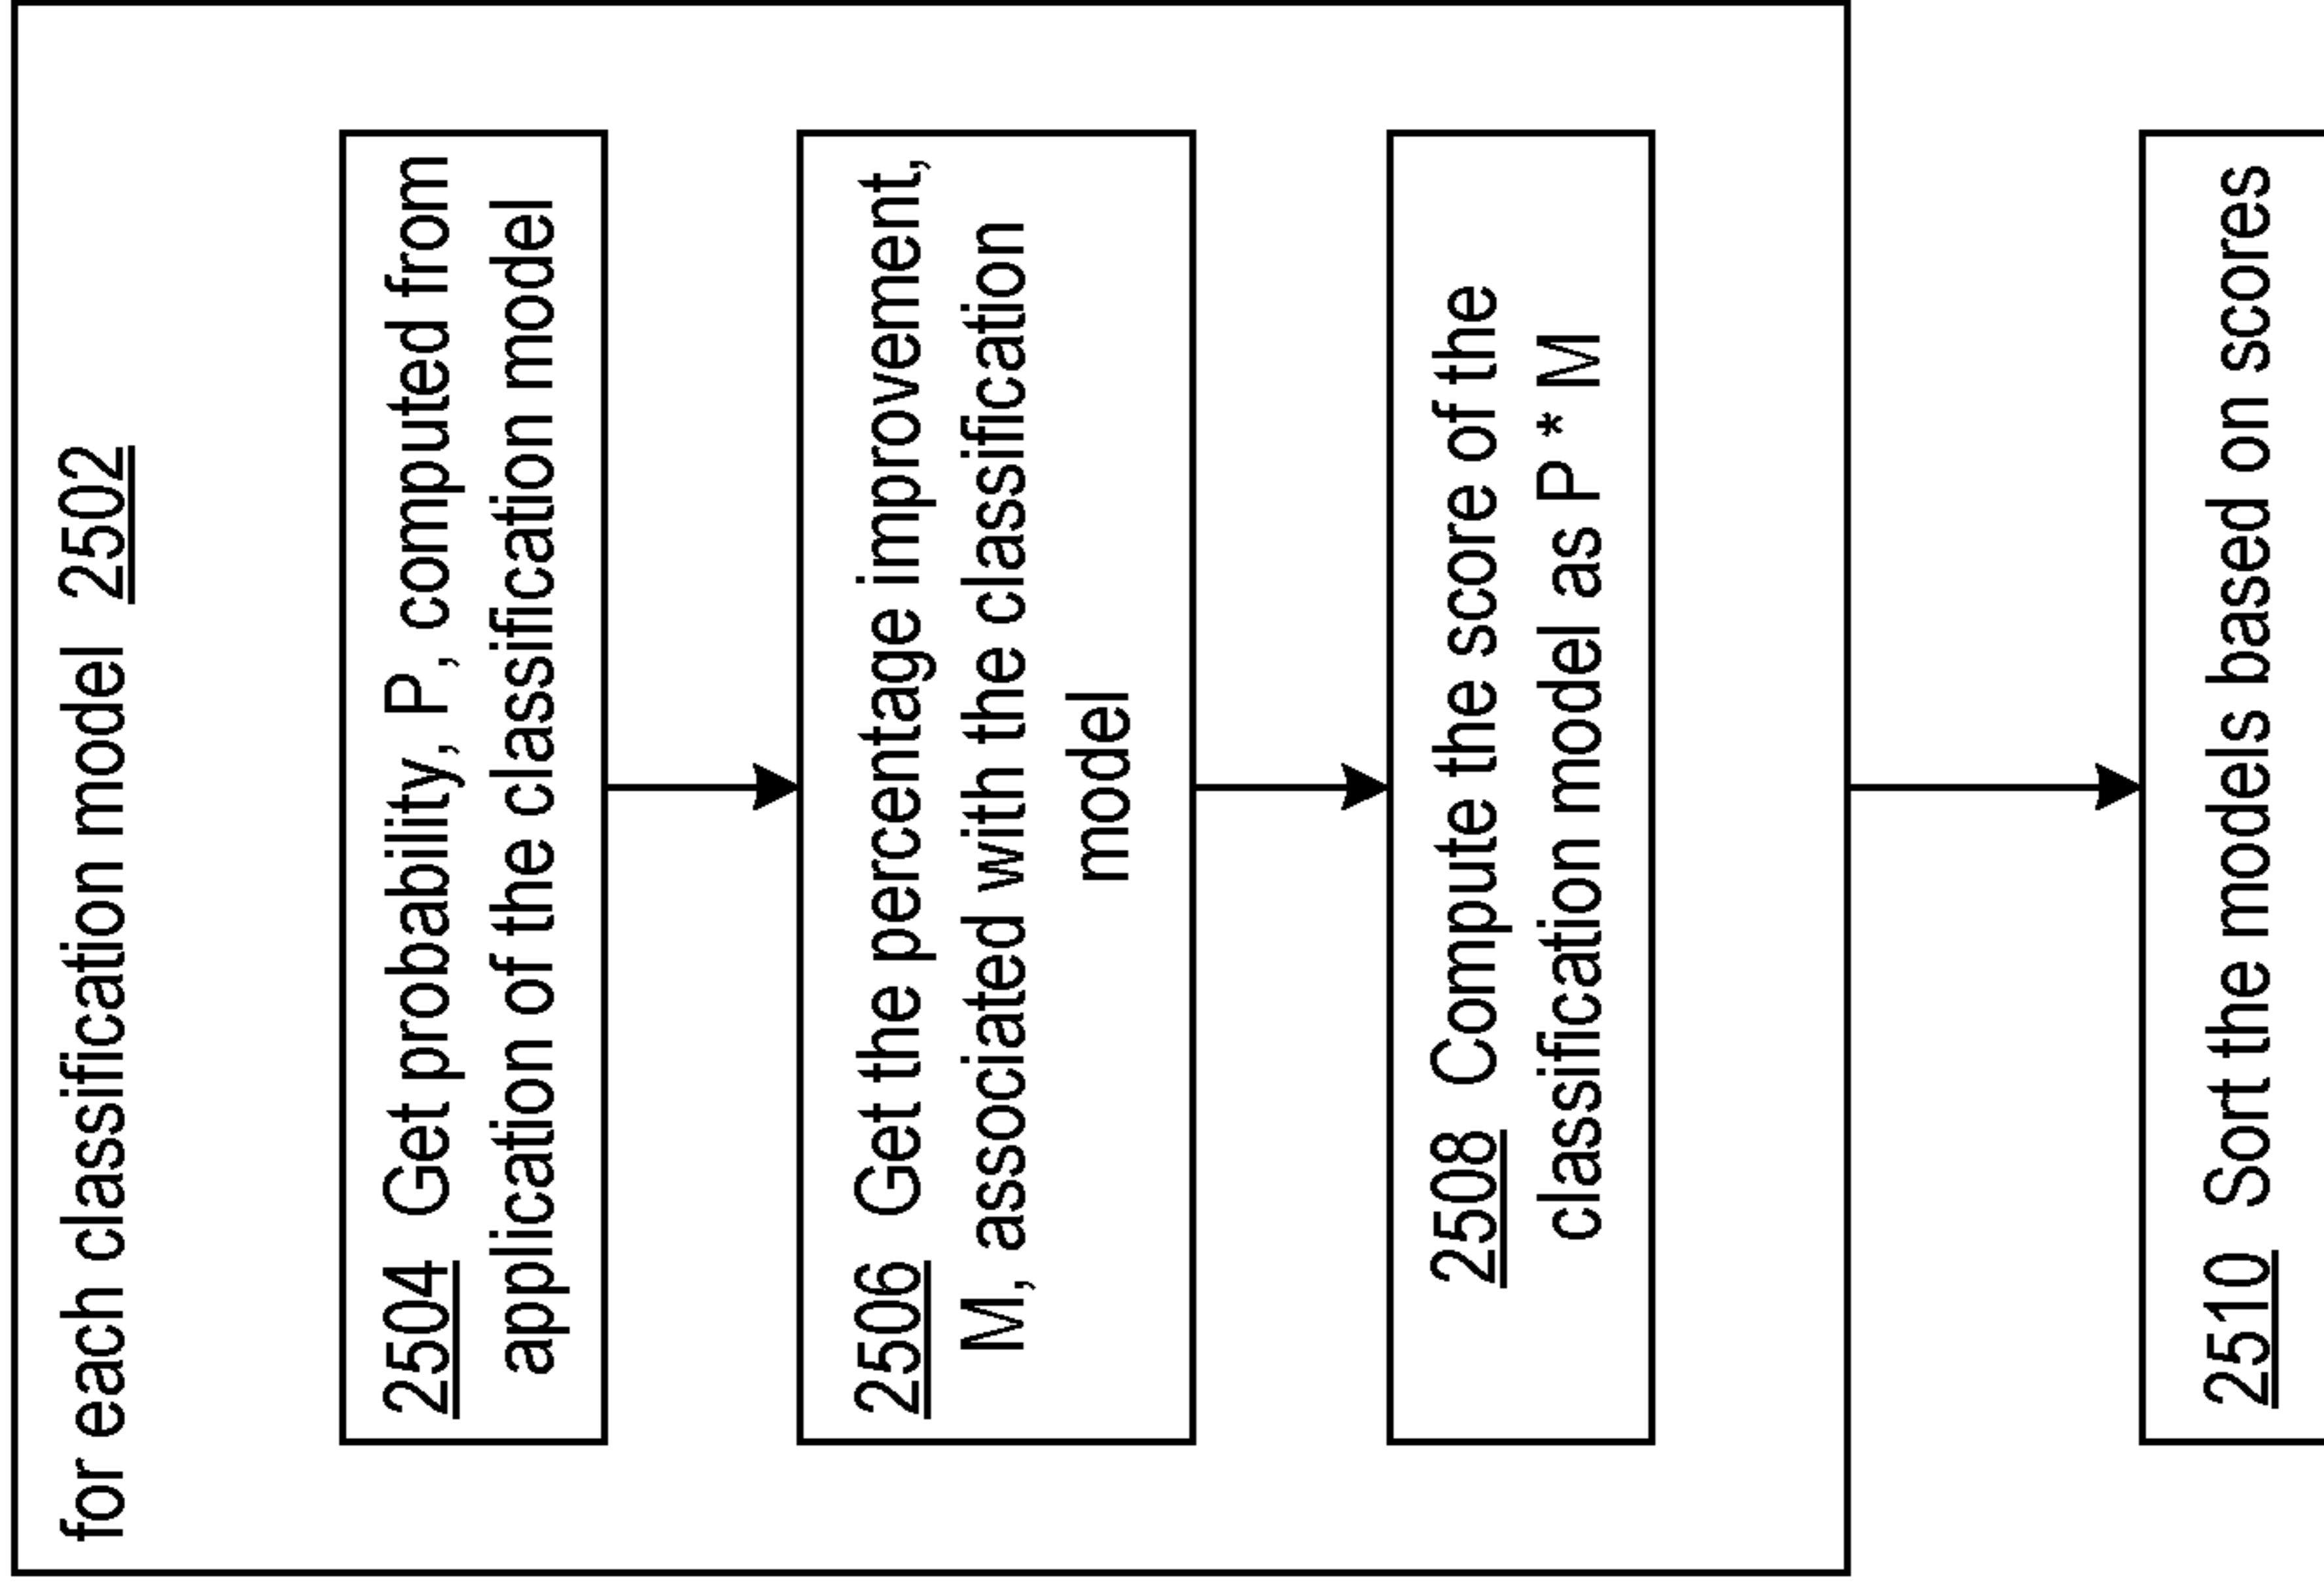 for each classification model 2502
2504 Get probability, P, computed from
application of the classification model
2506 Get the percentage improvement,
M, associated with the classification
model
2508 Compute the score of the
classification model as P * M
2510 Sort the models based on scores